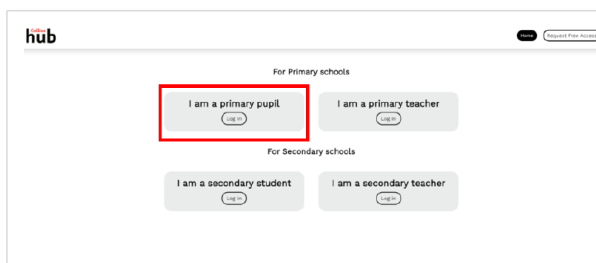 Collins
hub
Home
Request Free Access
For Primary schools
I am a primary pupil
Log in
I am a primary teacher
Log in
For Secondary schools
I am a secondary student
Log in
I am a secondary teacher
Log in